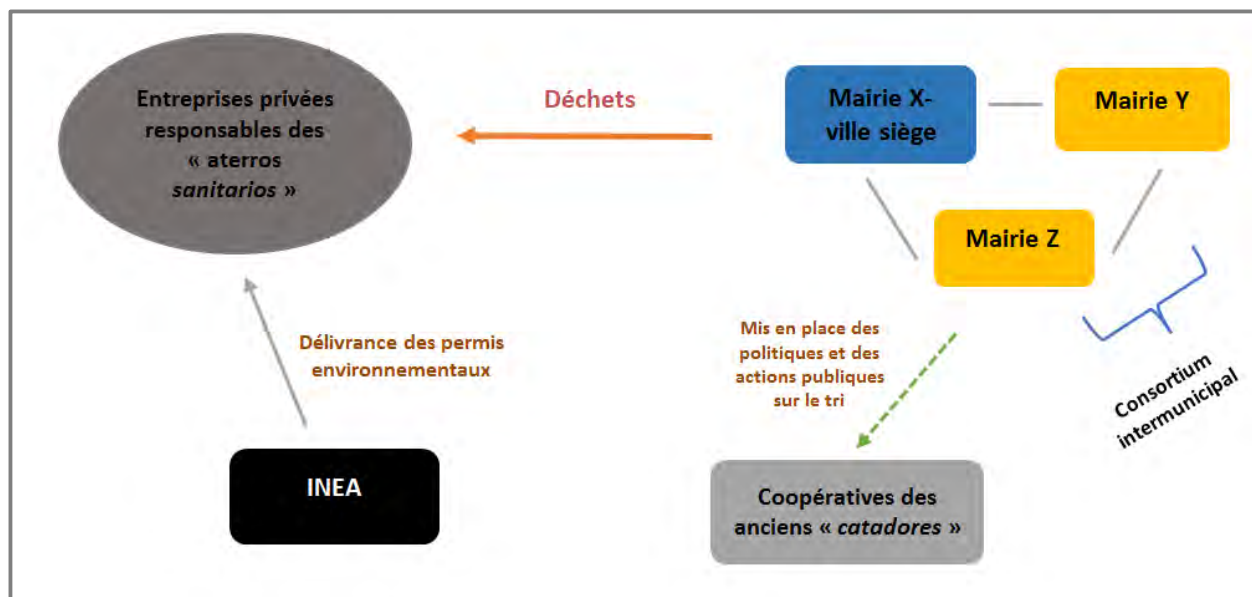 Entreprises privées
responsables des
« aterros
sanitarios »
Déchets
Mairie X-
ville siège
Mairie Y
Mairie Z
Délivrance des permis
environnementaux
Mis en place des
politiques et des
actions publiques
sur le tri
Consortium
intermunicipal
INEA
Coopératives des
anciens « catadores »